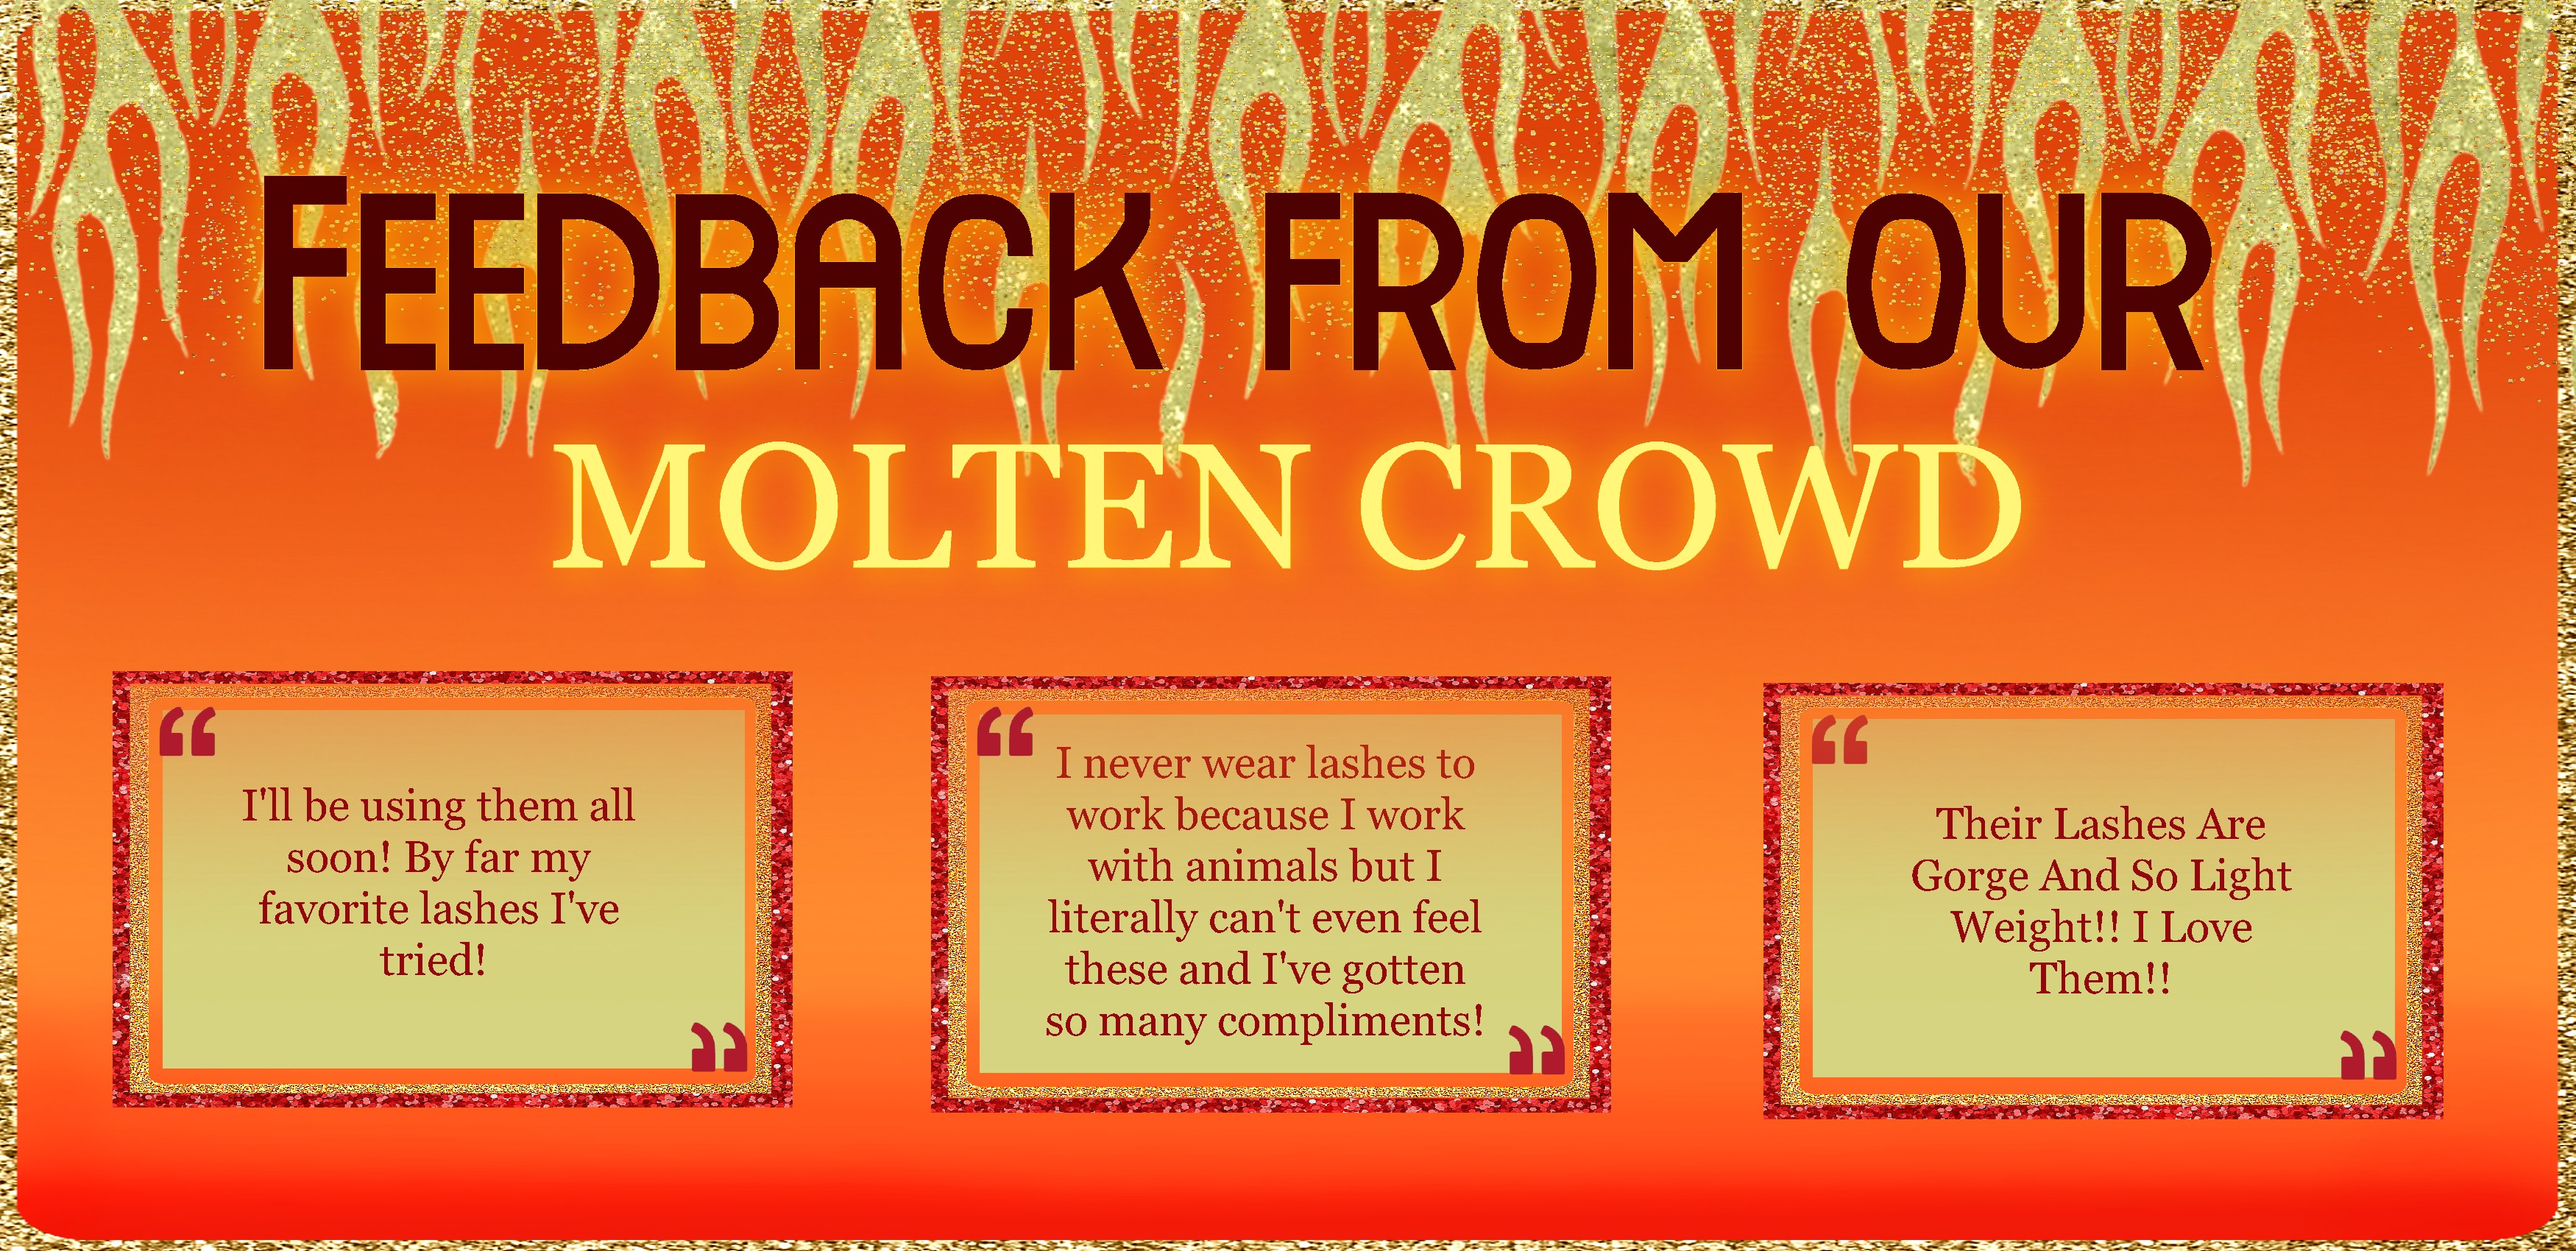 FEEDBACK FROM OUR
MOLTEN CROWD
“
I'll be using them all
soon! By far my
favorite lashes I've
tried!
”
“
I never wear lashes to
work because I work
with animals but I
literally can't even feel
these and I've gotten
so many compliments!
”
“
Their Lashes Are
Gorge And So Light
Weight!! I Love
Them!!
”